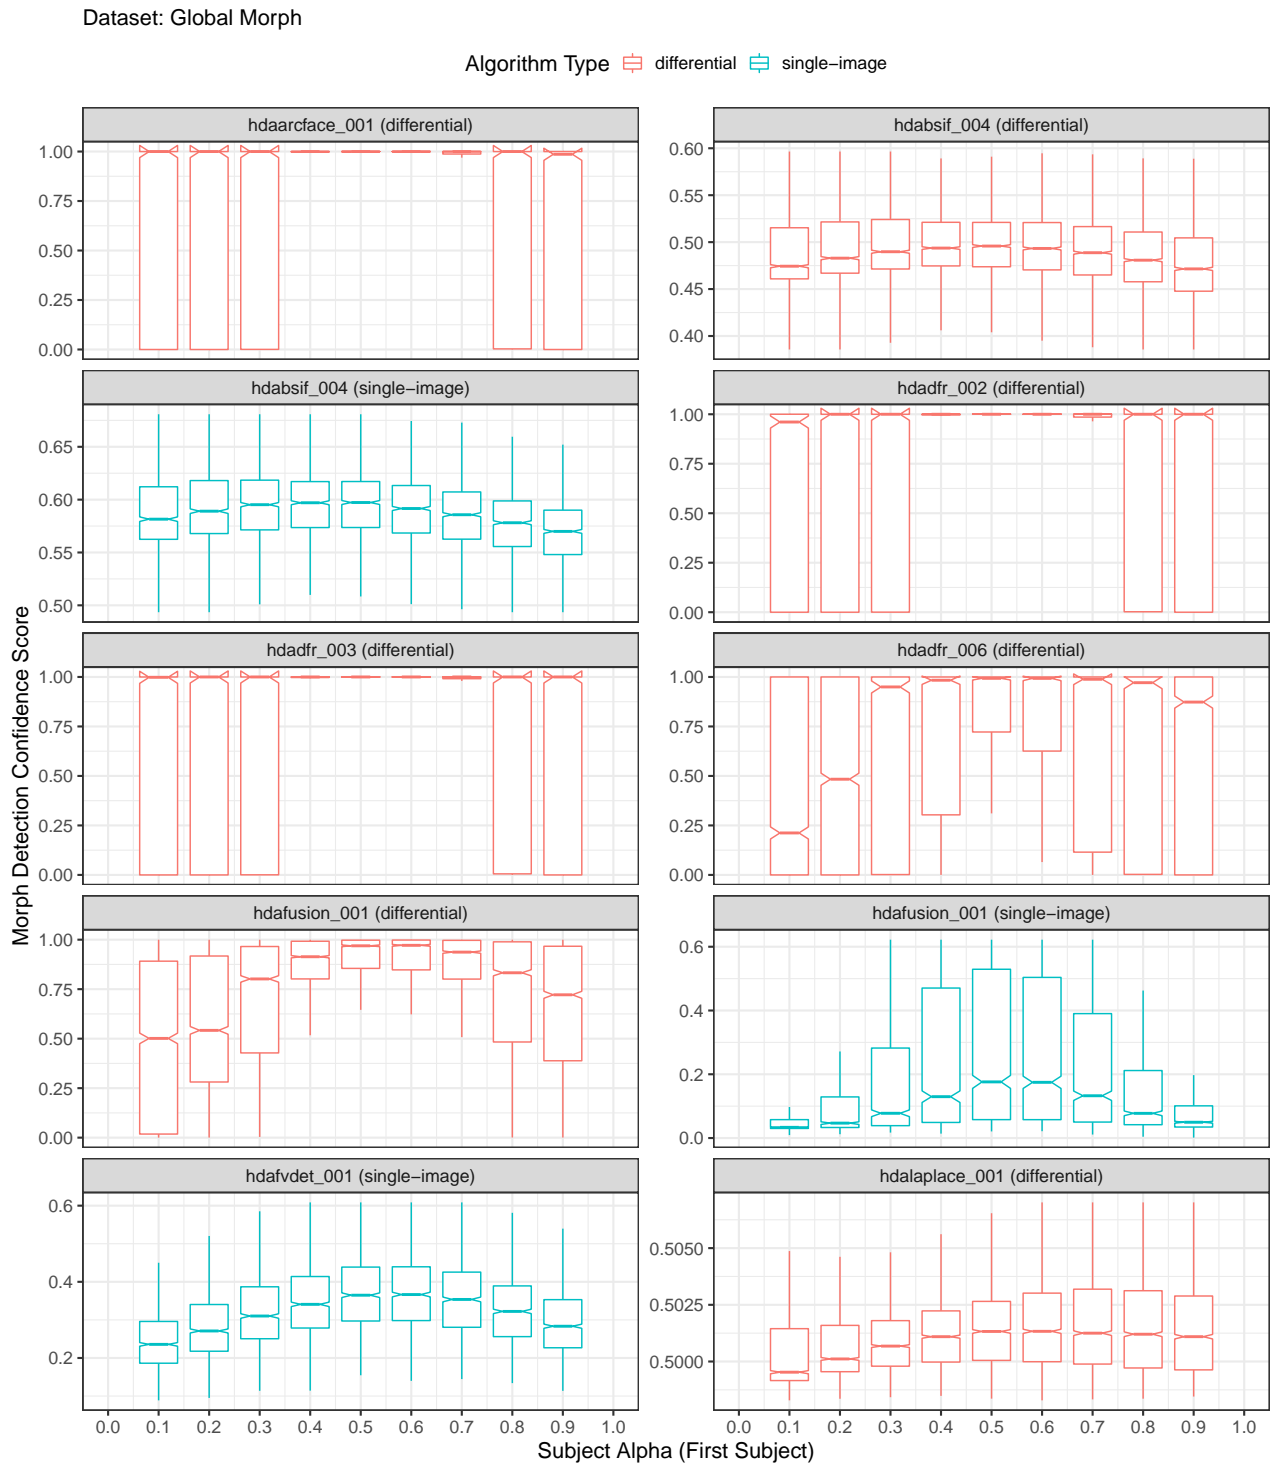 Dataset: Global Morph
Algorithm Type differential single−image
hdaarcface_001 (differential)
1.00
0.75
0.50
0.25
0.00
hdabsif_004 (differential)
0.60
0.55
0.50
0.45
0.40
hdabsif_004 (single−image)
0.65
0.60
0.55
0.50
hdadfr_002 (differential)
1.00
0.75
0.50
0.25
0.00
hdadfr_003 (differential)
1.00
0.75
0.50
0.25
0.00
hdadfr_006 (differential)
1.00
0.75
0.50
0.25
0.00
hdafusion_001 (differential)
1.00
0.75
0.50
0.25
0.00
hdafusion_001 (single−image)
0.6
0.4
0.2
0.0
hdafvdet_001 (single−image)
0.6
0.4
0.2
hdalaplace_001 (differential)
0.5050
0.5025
0.5000
0.0 0.1 0.2 0.3 0.4 0.5 0.6 0.7 0.8 0.9 1.0
0.0 0.1 0.2 0.3 0.4 0.5 0.6 0.7 0.8 0.9 1.0
Subject Alpha (First Subject)
Morph Detection Confidence Score